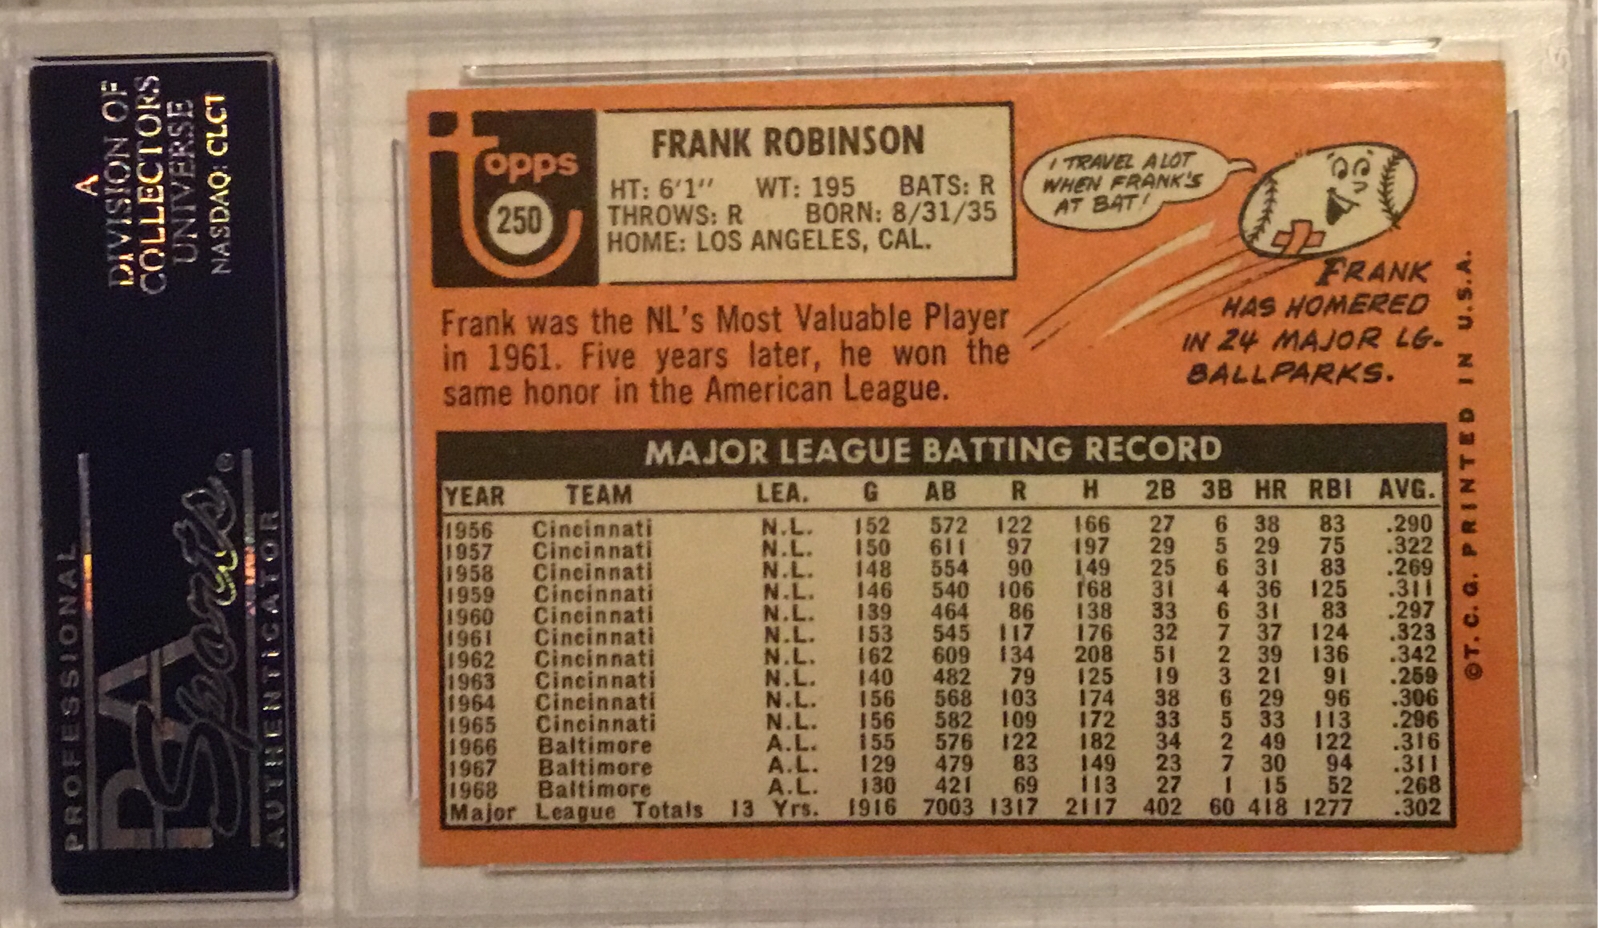 A
DIVISION OF
COLLECTORS
UNIVERSE
NASDAQ: CLCT
PROFESSIONAL
PSA
Sports®
AUTHENTICATOR
topps
250
FRANK ROBINSON
HT: 6'1" WT: 195 BATS: R
THROWS: R BORN: 8/31/35
HOME: LOS ANGELES, CAL.
I TRAVEL A LOT
WHEN FRANK'S
AT BAT!
FRANK
HAS HOMERED
IN 24 MAJOR LG.
BALLPARKS.
Frank was the NL's Most Valuable Player
in 1961. Five years later, he won the
same honor in the American League.
MAJOR LEAGUE BATTING RECORD
YEAR TEAM LEA. G AB R H 2B 3B HR RBI AVG.
1956 Cincinnati N.L. 152 572 122 166 27 6 38 83 .290
1957 Cincinnati N.L. 150 611 97 197 29 5 29 75 .322
1958 Cincinnati N.L. 148 554 90 149 25 6 31 83 .269
1959 Cincinnati N.L. 146 540 106 168 31 4 36 125 .311
1960 Cincinnati N.L. 139 464 86 138 33 6 31 83 .297
1961 Cincinnati N.L. 153 545 117 176 32 7 37 124 .323
1962 Cincinnati N.L. 162 609 134 208 51 2 39 136 .342
1963 Cincinnati N.L. 140 482 79 125 19 3 21 91 .259
1964 Cincinnati N.L. 156 568 103 174 38 6 29 96 .306
1965 Cincinnati N.L. 156 582 109 172 33 5 33 113 .296
1966 Baltimore A.L. 155 576 122 182 34 2 49 122 .316
1967 Baltimore A.L. 129 479 83 149 23 7 30 94 .311
1968 Baltimore A.L. 130 421 69 113 27 1 15 52 .268
Major League Totals 13 Yrs. 1916 7003 1317 2117 402 60 418 1277 .302
©T.C.G. PRINTED IN U.S.A.